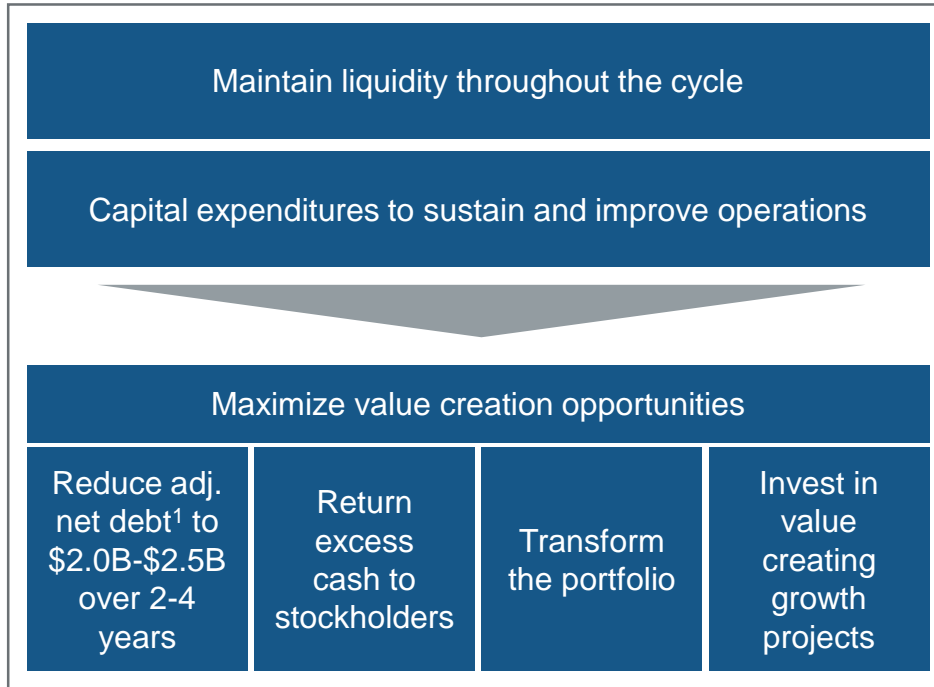 Maintain liquidity throughout the cycle
Capital expenditures to sustain and improve operations
Maximize value creation opportunities
Reduce adj.
net debt¹ to
$2.0B-$2.5B
over 2-4
years
Return
excess
cash to
stockholders
Transform
the portfolio
Invest in
value
creating
growth
projects